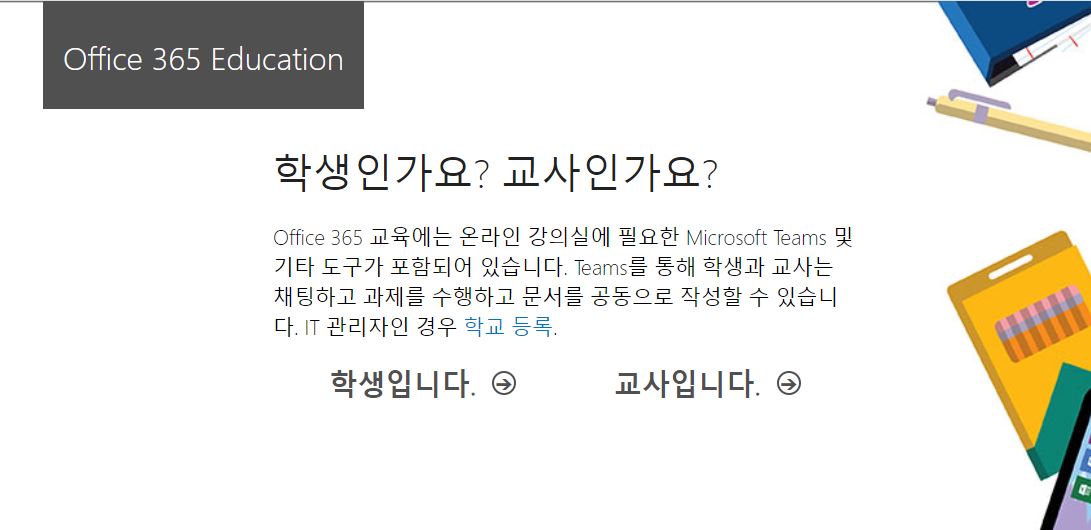 Office 365 Education
학생인가요? 교사인가요?
Office 365 교육에는 온라인 강의실에 필요한 Microsoft Teams 및
기타 도구가 포함되어 있습니다. Teams를 통해 학생과 교사는
채팅하고 과제를 수행하고 문서를 공동으로 작성할 수 있습니
다. IT 관리자인 경우 학교 등록.
학생입니다. 교사입니다.